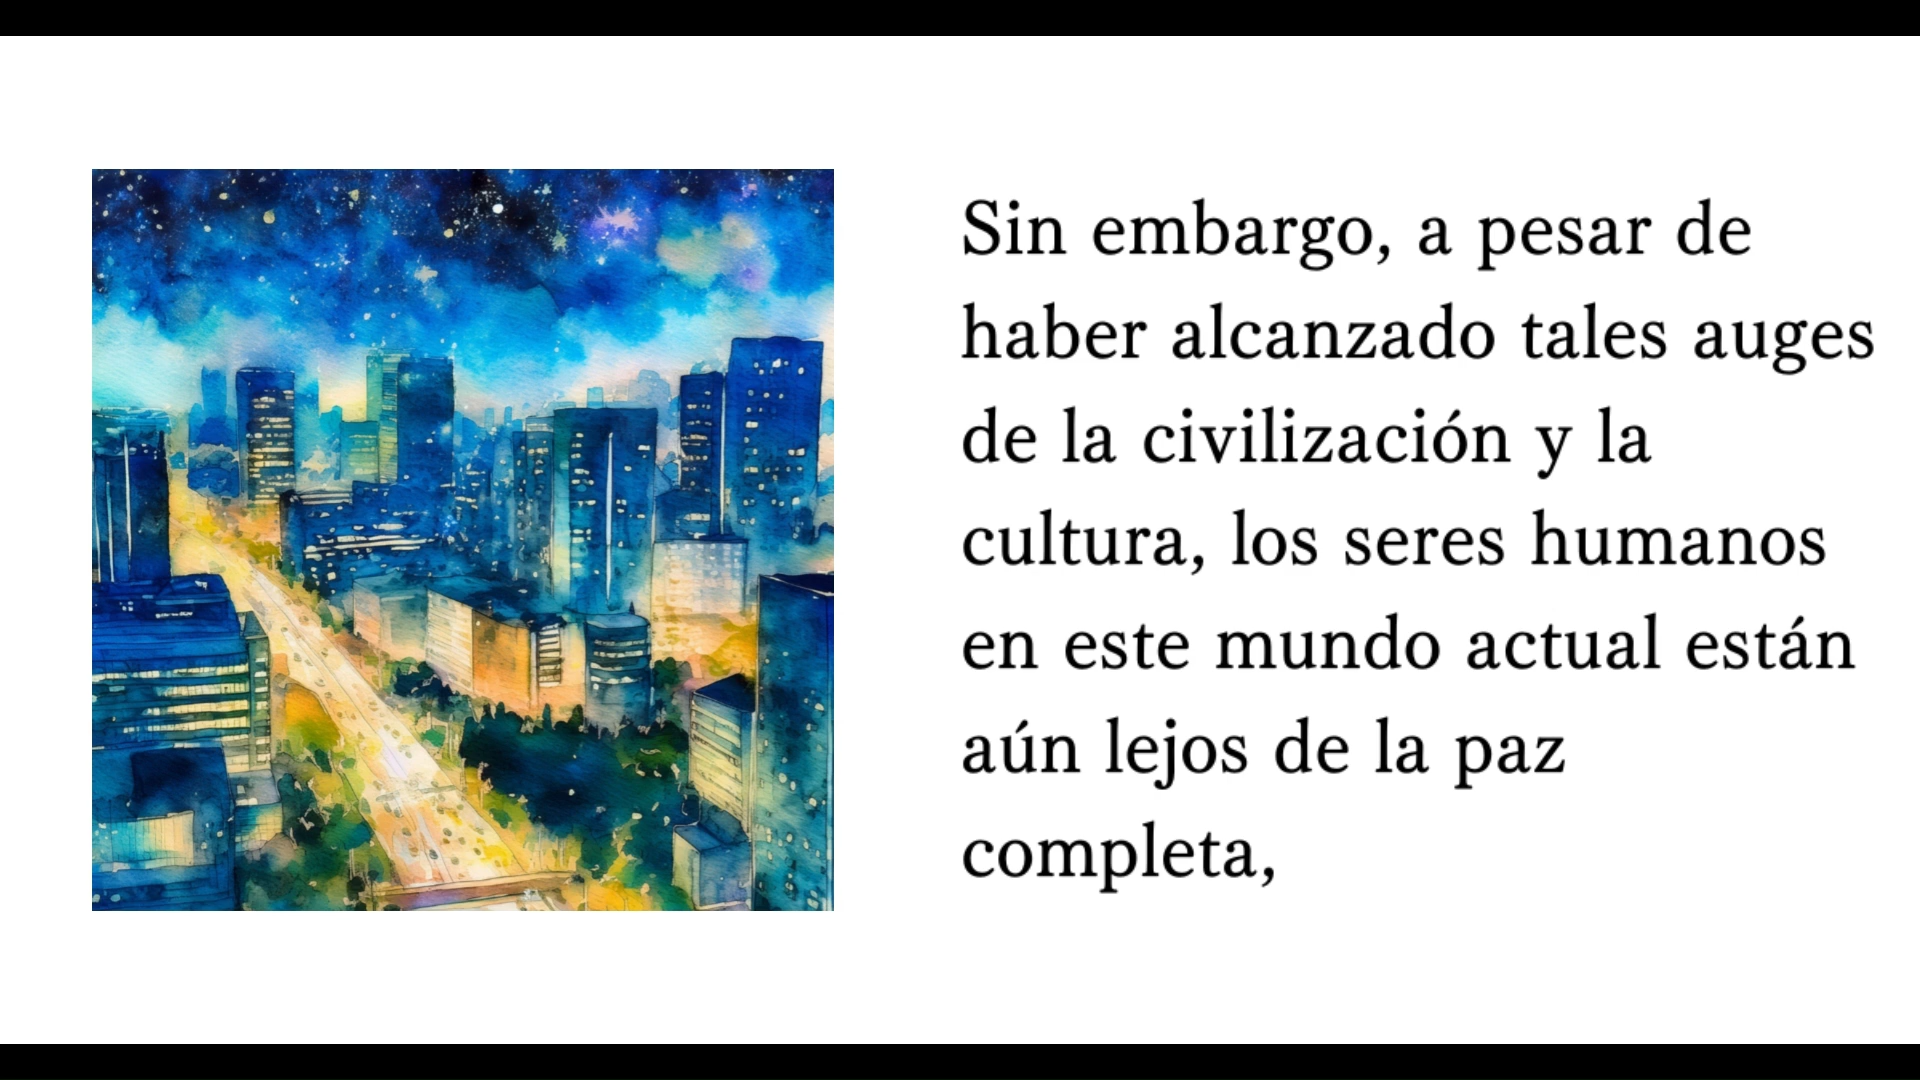 Sin embargo, a pesar de
haber alcanzado tales auges
de la civilización y la
cultura, los seres humanos
en este mundo actual están
aún lejos de la paz
completa,